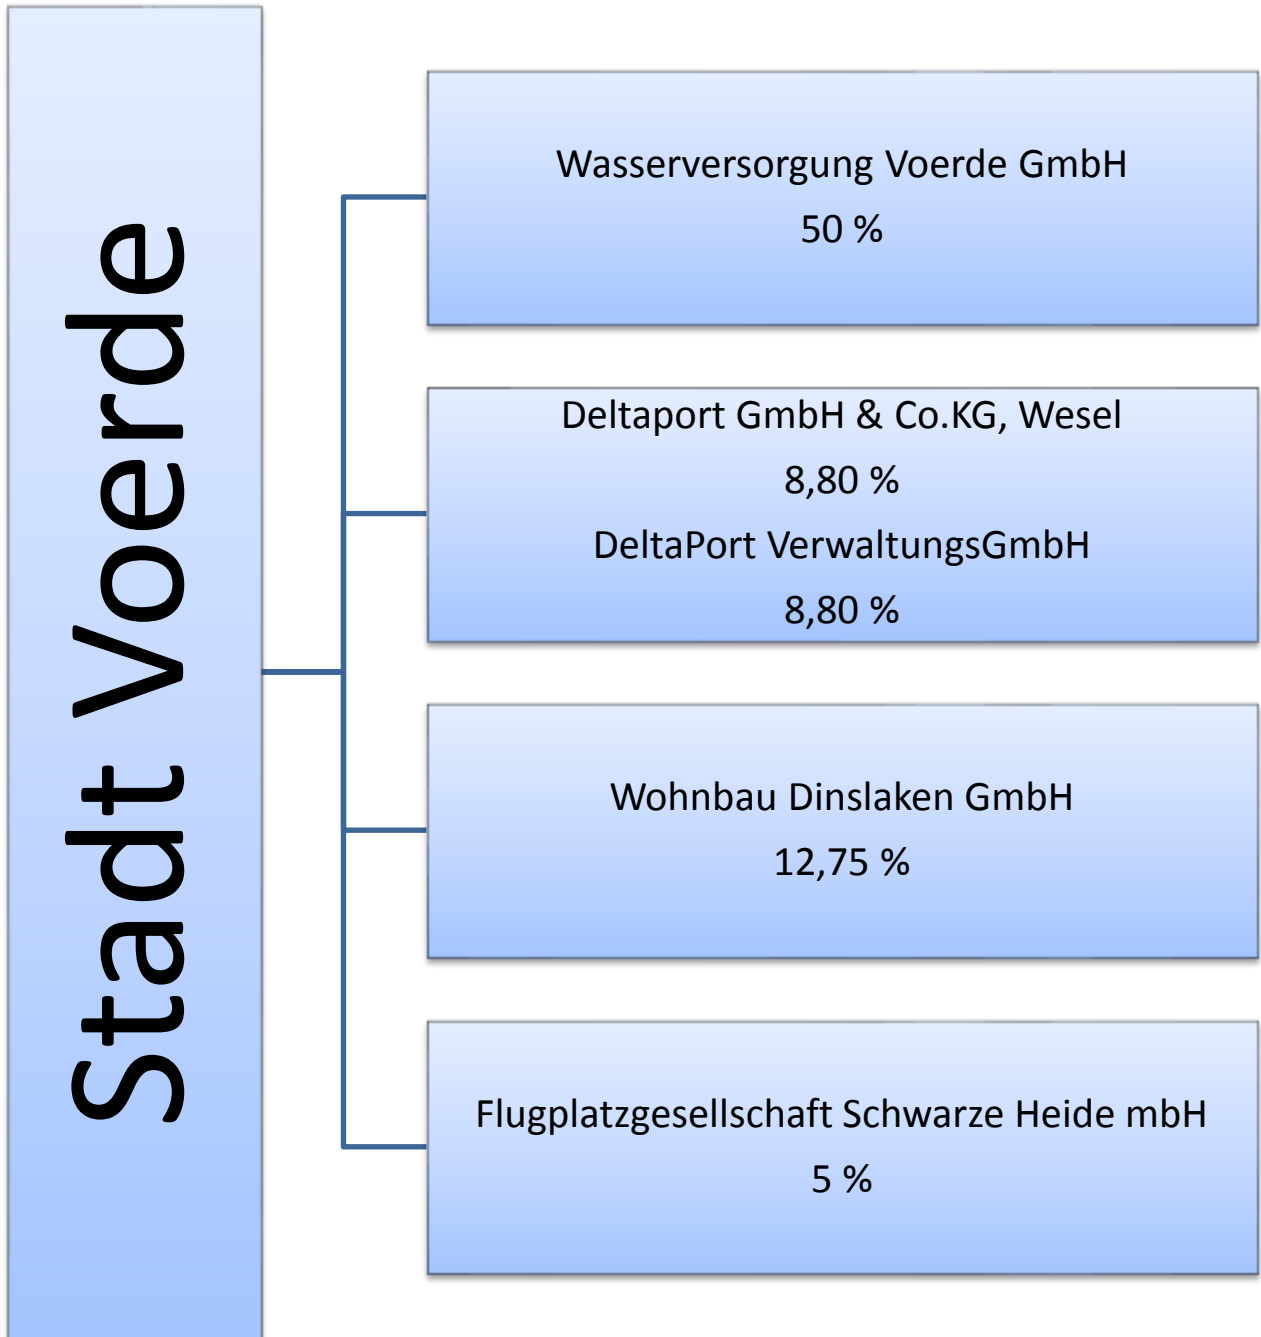 Stadt Voerde
Wasserversorgung Voerde GmbH
50 %
Deltaport GmbH & Co.KG, Wesel
8,80 %
DeltaPort VerwaltungsGmbH
8,80 %
Wohnbau Dinslaken GmbH
12,75 %
Flugplatzgesellschaft Schwarze Heide mbH
5 %